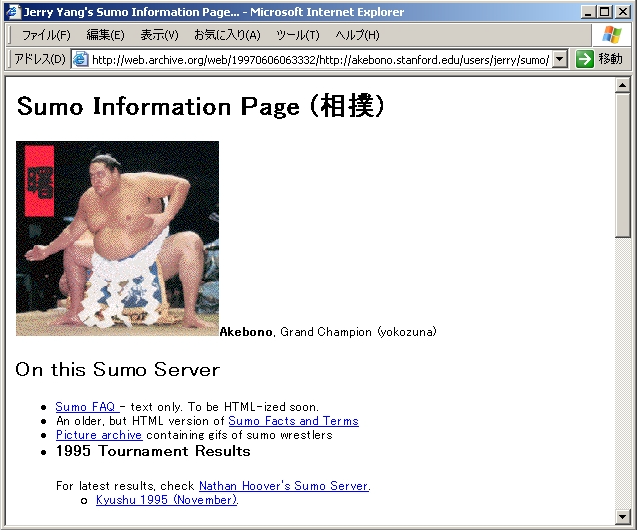 Jerry Yang's Sumo Information Page... - Microsoft Internet Explorer
ファイル(F) 編集(E) 表示(V) お気に入り(A) ツール(T) ヘルプ(H)
アドレス(D) http://web.archive.org/web/19970606063332/http://akebono.stanford.edu/users/jerry/sumo/ 移動
Sumo Information Page (相撲)
曙
Akebono, Grand Champion (yokozuna)
On this Sumo Server
Sumo FAQ - text only. To be HTML-ized soon.
An older, but HTML version of Sumo Facts and Terms
Picture archive containing gifs of sumo wrestlers
1995 Tournament Results
For latest results, check Nathan Hoover's Sumo Server.
Kyushu 1995 (November).